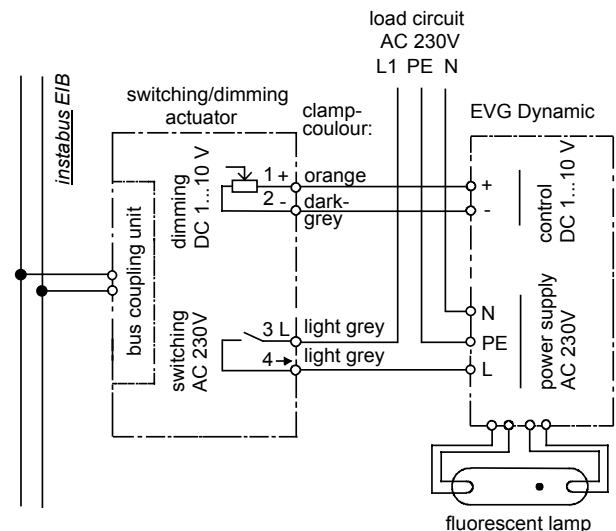 load circuit
AC 230V
L1 PE N
instabus EIB
switching/dimming
actuator
clamp-
coulour:
EVG Dynamic
bus coupling unit
dimming
DC 1...10 V
1 +
2 -
orange
dark-
grey
+
-
control
DC 1...10 V
switching
AC 230V
3 L
4
light grey
light grey
N
PE
L
power supply
AC 230V
fluorescent lamp